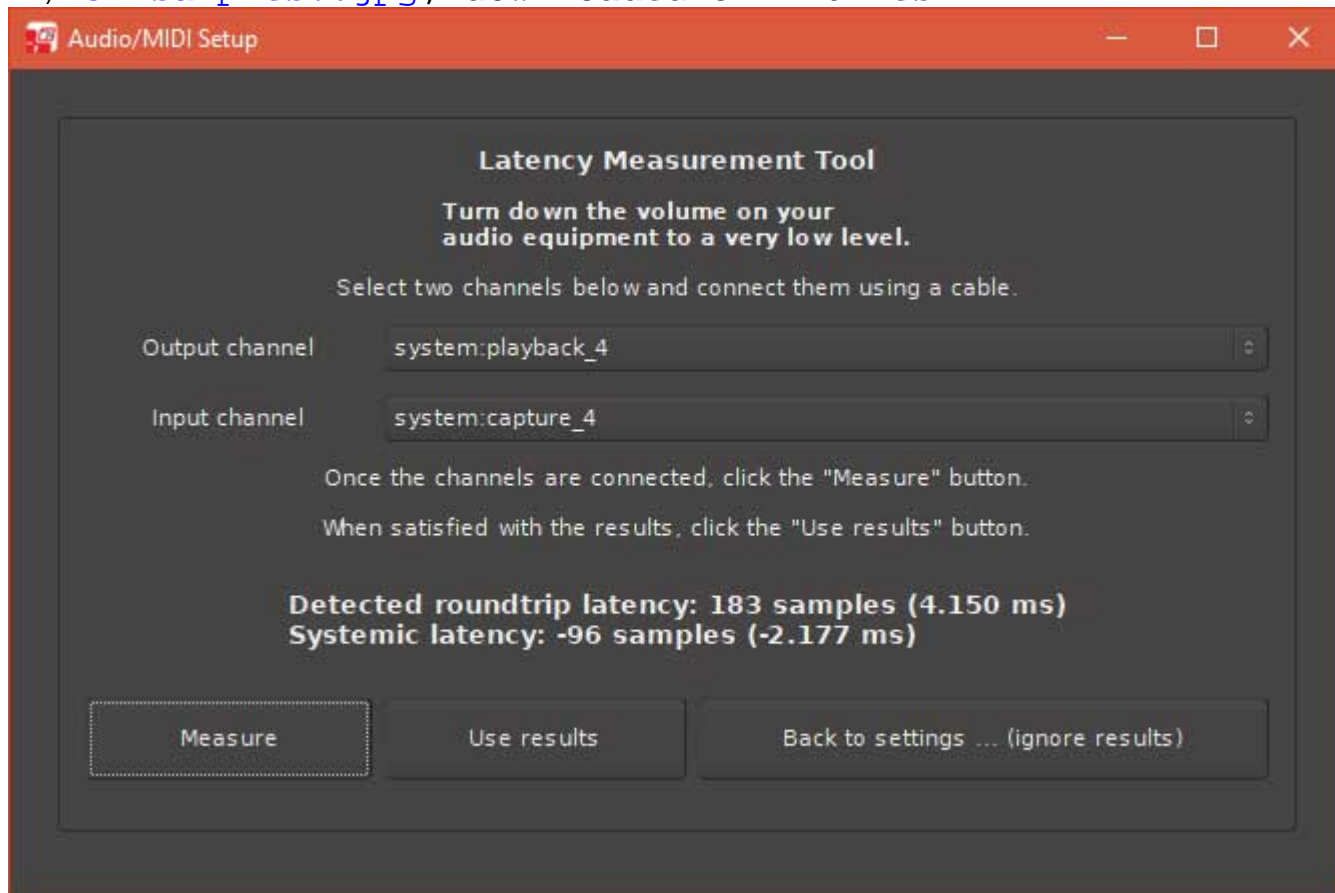 Audio/MIDI Setup
Latency Measurement Tool
Turn down the volume on your
audio equipment to a very low level.
Select two channels below and connect them using a cable.
Output channel system:playback_4
Input channel system:capture_4
Once the channels are connected, click the "Measure" button.
When satisfied with the results, click the "Use results" button.
Detected roundtrip latency: 183 samples (4.150 ms)
Systemic latency: -96 samples (-2.177 ms)
Measure Use results Back to settings ... (ignore results)